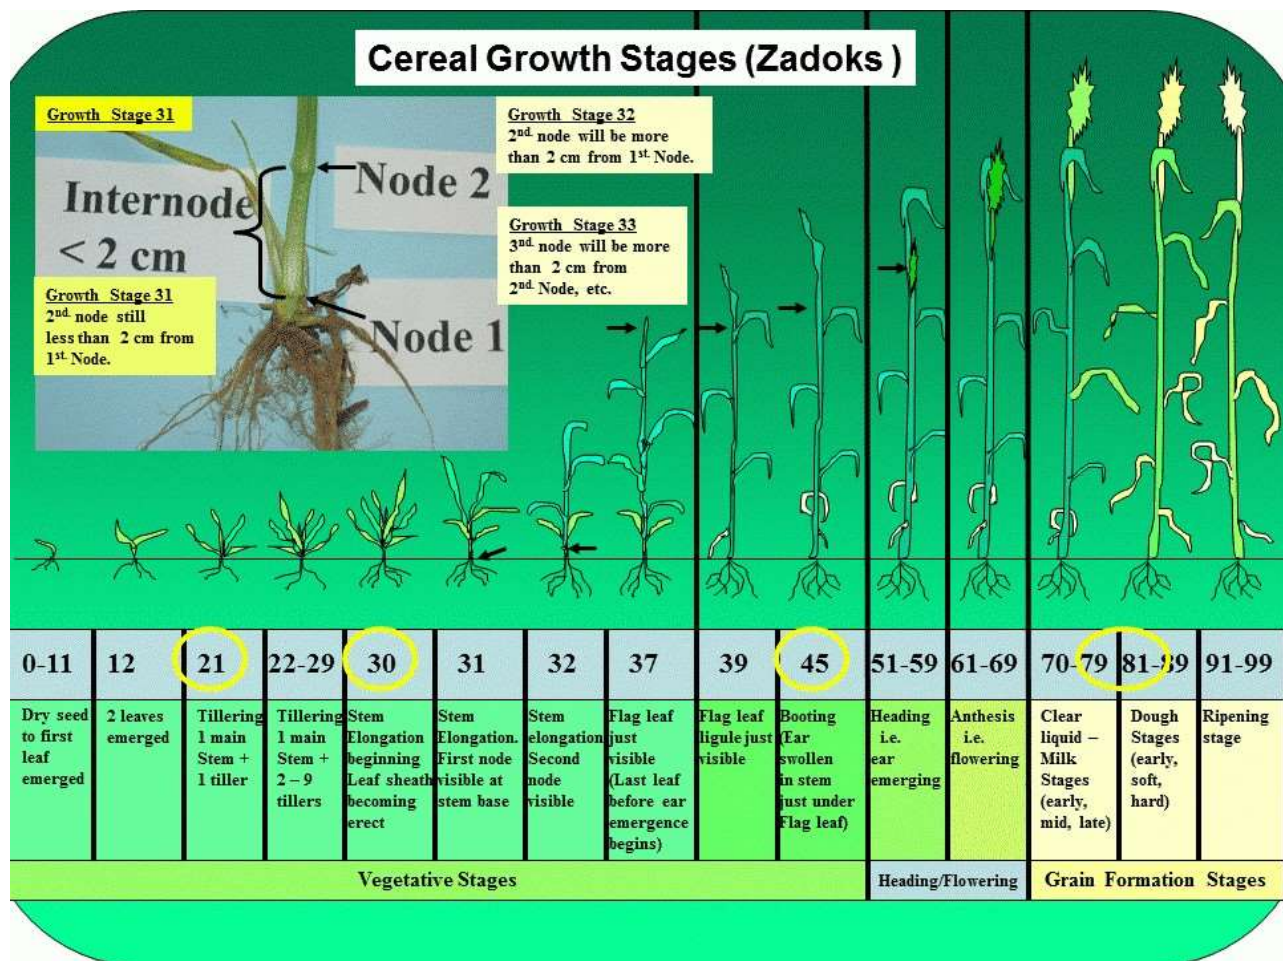 Cereal Growth Stages (Zadoks )
Growth Stage 31
Internode
< 2 cm
Node 2
Node 1
Growth Stage 31
2nd. node still
less than 2 cm from
1st. Node.
Growth Stage 32
2nd. node will be more
than 2 cm from 1st. Node.
Growth Stage 33
3nd. node will be more
than 2 cm from
2nd. Node, etc.
0-11
12
21
22-29
30
31
32
37
39
45
51-59
61-69
70-79
81-89
91-99
Dry seed
to first
leaf
emerged
2 leaves
emerged
Tillering
1 main
Stem +
1 tiller
Tillering
1 main
Stem +
2 – 9
tillers
Stem
Elongation
beginning
Leaf sheath
becoming
erect
Stem
Elongation.
First node
visible at
stem base
Stem
elongation
Second
node
visible
Flag leaf
just
visible
(Last leaf
before ear
emergence
begins)
Flag leaf
ligule just
visible
Booting
(Ear
swollen
in stem
just under
Flag leaf)
Heading
i.e.
ear
emerging
Anthesis
i.e.
flowering
Clear
liquid –
Milk
Stages
(early,
mid, late)
Dough
Stages
(early,
soft,
hard)
Ripening
stage
Vegetative Stages
Heading/Flowering
Grain Formation Stages